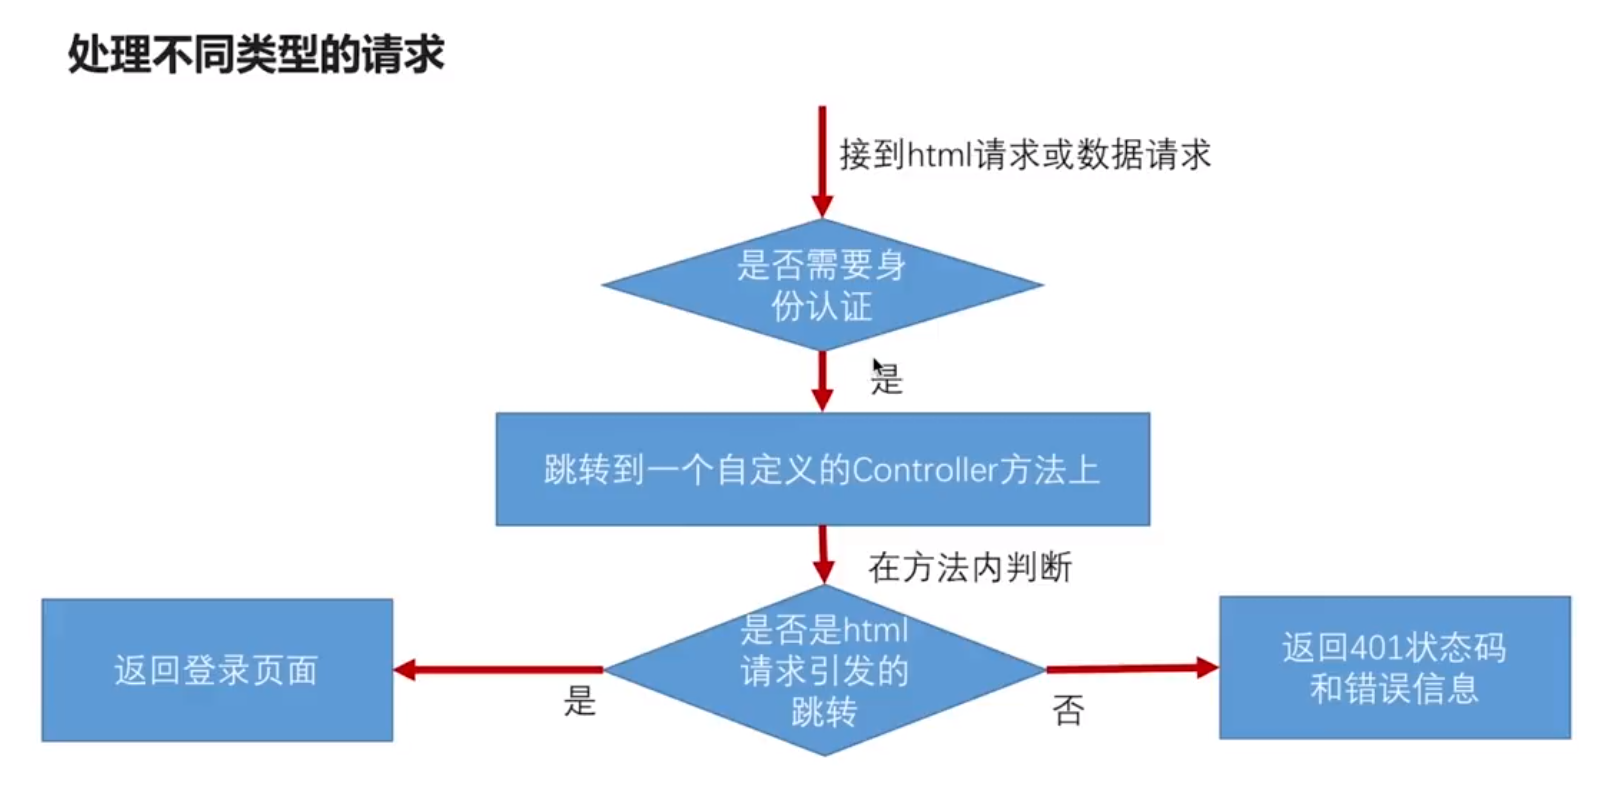 处理不同类型的请求
接到html请求或数据请求
是否需要身
份认证
是
跳转到一个自定义的Controller方法上
在方法内判断
是否是html
请求引发的
跳转
返回登录页面
是
否
返回401状态码
和错误信息